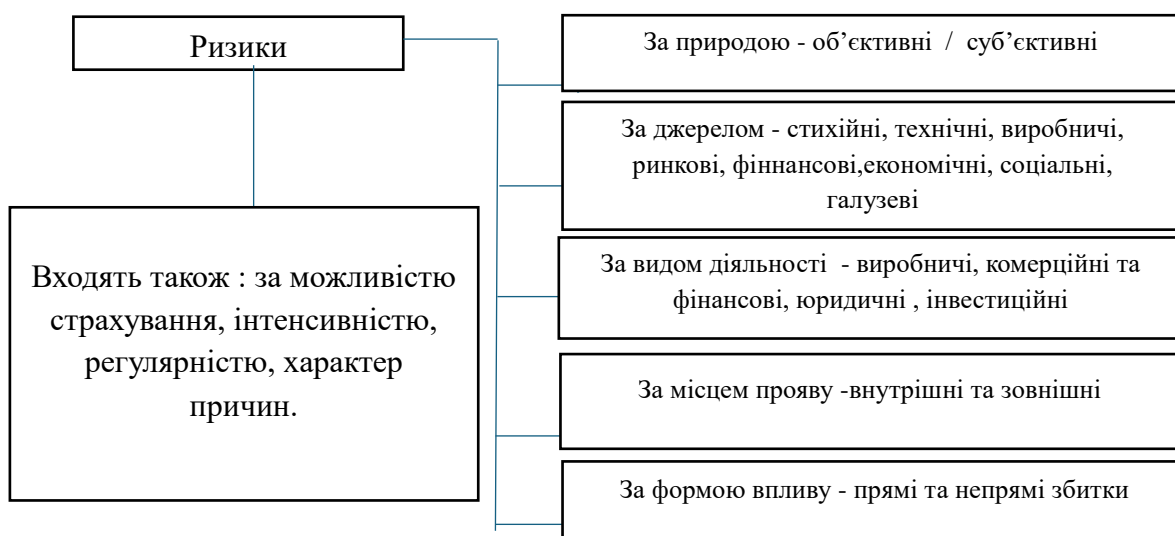 Ризики
Входять також : за можливістю
страхування, інтенсивністю,
регулярністю, характер
причин.
За природою - об’єктивні / суб’єктивні
За джерелом - стихійні, технічні, виробничі,
ринкові, фіннансові,економічні, соціальні,
галузеві
За видом діяльності - виробничі, комерційні та
фінансові, юридичні , інвестиційні
За місцем прояву -внутрішні та зовнішні
За формою впливу - прямі та непрямі збитки